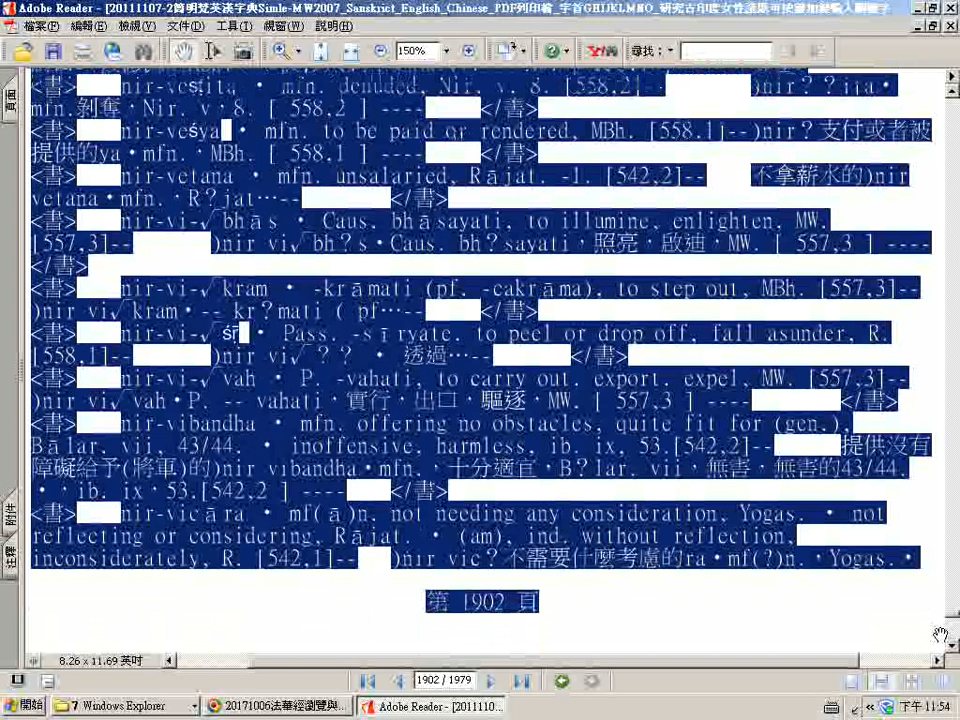 Adobe Reader - [20111107-2簡明梵英漢字典Simle-MW2007_Sanskrict_English_Chinese_PDF列印檔_字首GHIJKLMNO_研究古印度女性
檔案(F) 編輯(E) 檢視(V) 文件(D) 工具(T) 視窗(W) 說明(H)
150% 尋找：
頁面
<書> nir-veṣṭita • mfn. denuded, Nir. v. 8. [558,2]-- )nir？？ita•
mfn.剝奪，Nir. v，8. [ 558,2 ] ---- </書>
<書> nir-veśya • mfn. to be paid or rendered, MBh. [558.1]--)nir？支付或者被
提供的ya•mfn.，MBh. [ 558.1 ] ---- </書>
<書> nir-vetana • mfn. unsalaried, Rājat. -1. [542,2]-- 不拿薪水的)nir
vetana•mfn.，R?jat…-- </書>
<書> nir-vi-√bhās • Caus. bhāsayati, to illumine, enlighten, MW.
[557,3]-- )nir vi√bh?s•Caus. bh?sayati，照亮，啟迪，MW. [ 557,3 ] ----
</書>
<書> nir-vi-√kram • -krāmati (pf. -cakrāma), to step out, MBh. [557,3]--
)nir vi√kram•-- kr?mati ( pf…-- </書>
<書> nir-vi-√śṝ • Pass. -sīryate. to peel or drop off, fall asunder, R.
[558,1]-- )nir vi√？？•透過…-- </書>
<書> nir-vi-√vah • P. -vahati, to carry out. export. expel, MW. [557,3]--
)nir vi√vah•P. -- vahati，實行，出口，驅逐，MW. [ 557,3 ] ---- </書>
<書> nir-vibandha • mfn. offering no obstacles, quite fit for (gen.),
Bālar. vii, 43/44. • inoffensive, harmless, ib. ix, 53.[542,2]-- 提供沒有
障礙給予(將軍)的)nir vibandha•mfn.，十分適宜，B?lar. vii，無害，無害的43/44.
•，ib. ix，53.[542,2 ] ---- </書>
<書> nir-vicāra • mf(ā)n. not needing any consideration, Yogas. • not
reflecting or considering, Rājat. • (am), ind. without reflection,
inconsiderately, R. [542,1]-- )nir vic?不需要什麼考慮的ra•mf(?)n.，Yogas.•
第 1902 頁
附件
注釋
8.26 x 11.69 英吋
1902 / 1979
開始 7 Windows Explorer 20171006法華經瀏覽與... Adobe Reader - [2011110... 下午 11:54